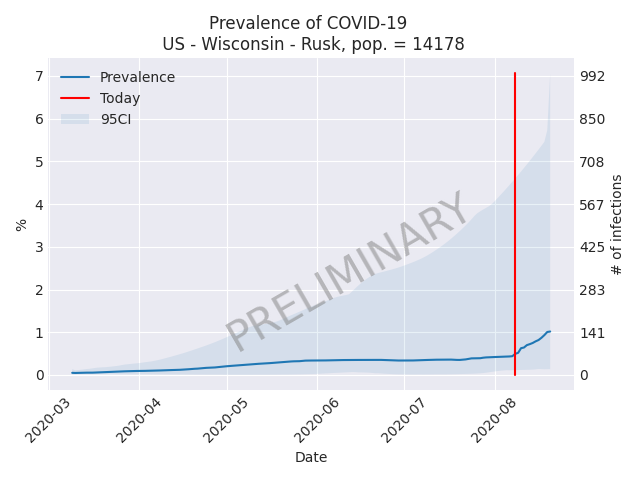 Prevalence of COVID-19
US - Wisconsin - Rusk, pop. = 14178
Prevalence
Today
95CI
7
6
5
4
3
2
1
0
%
992
850
708
567
425
283
141
0
# of infections
PRELIMINARY
2020-03
2020-04
2020-05
2020-06
2020-07
2020-08
Date